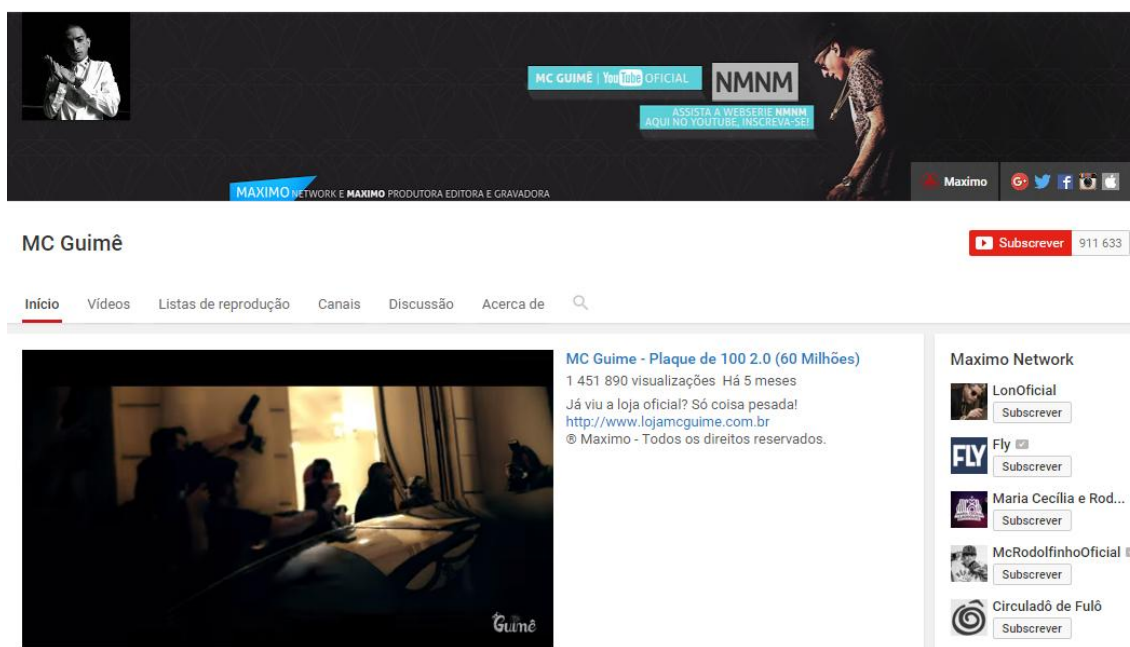 MC GUIMÊ | YouTube OFICIAL
NMNM
ASSISTA A WEBSERIE NMNM
AQUI NO YOUTUBE, INSCREVA-SE!
MAXIMO NETWORK E MAXIMO PRODUTORA EDITORA E GRAVADORA
Maximo
MC Guimê
Subscrever 911 633
Início Vídeos Listas de reprodução Canais Discussão Acerca de
MC Guime - Plaque de 100 2.0 (60 Milhões)
1 451 890 visualizações Há 5 meses
Já viu a loja oficial? Só coisa pesada!
http://www.lojamcguime.com.br
® Maximo - Todos os direitos reservados.
Guimê
Maximo Network
LonOficial
Subscrever
Fly
FLY
Subscrever
Maria Cecília e Rod...
Subscrever
McRodolfinhoOficial
Subscrever
Circuladô de Fulô
Subscrever